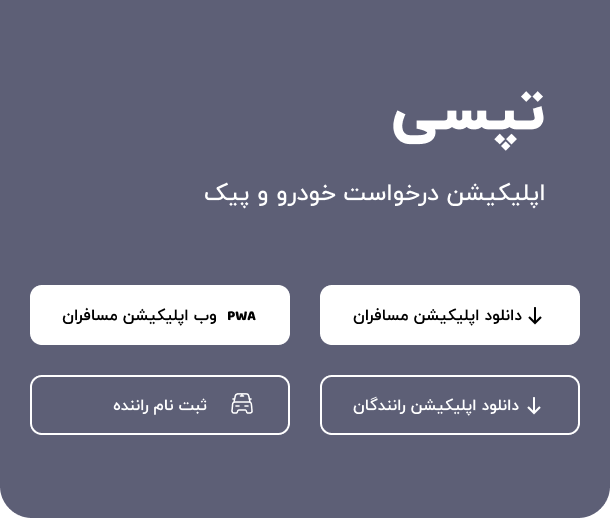 تپسی
اپلیکیشن درخواست خودرو و پیک
دانلود اپلیکیشن مسافران
PWA وب اپلیکیشن مسافران
دانلود اپلیکیشن رانندگان
ثبت نام راننده